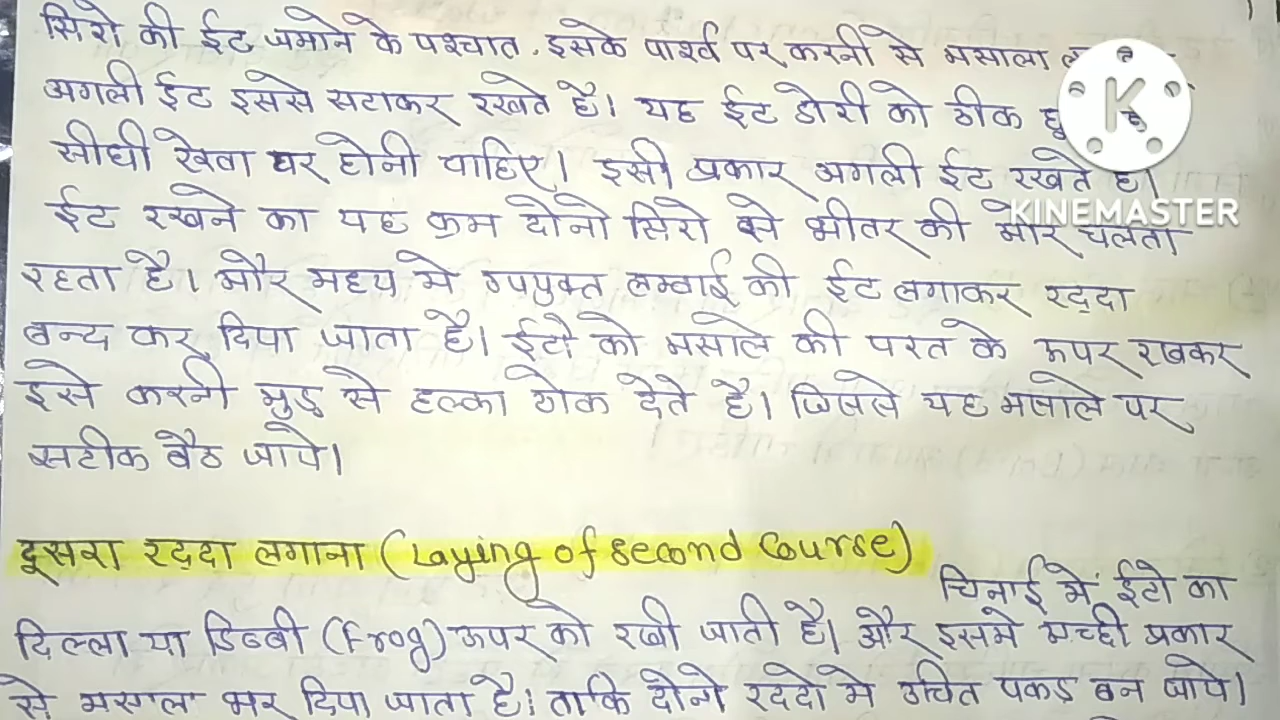 सिरो की ईट जमाने के पश्चात. इसके पार्श्व पर करनी से मसाला
अगली ईट इससे सटाकर रखते है। यह ईट डोरी को ठीक
सीधी रेखा पर होनी चाहिए। इसी प्रकार अगली ईट रखते है।
ईट रखने का यह क्रम दोनो सिरो से भीतर की ओर चलता
रहता है। और मध्य मे उपयुक्त लम्बाई की ईट लगाकर रद्दा
बन्द कर दिया जाता है। ईटो को मसाले की परत के ऊपर रखकर
इसे करनी मुड़ से हल्का ठोक देते है। जिससे यह मसाले पर
सटीक बैठ जाये।
दूसरा रद्दा लगाना (Laying of second Course)
चिनाई में ईटो का
दिल्ला या डिब्बी (Frog) ऊपर को रखी जाती है। और इसमे अच्छी प्रकार
से मसाला भर दिया जाता है। ताकि दोनो रददो मे उचित पकड़ बन जाये।
K
KINEMASTER